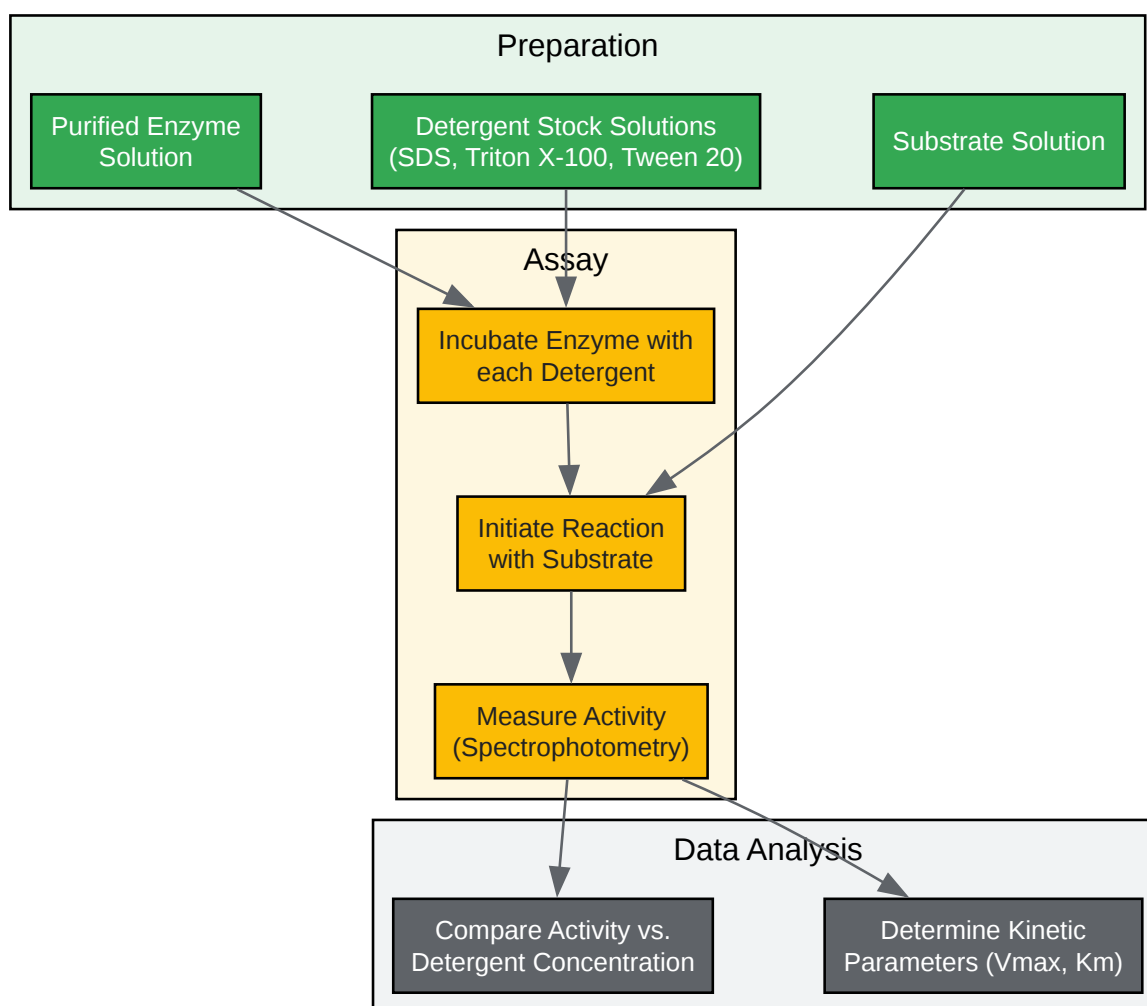 Preparation
Purified Enzyme
Solution
Detergent Stock Solutions
(SDS, Triton X-100, Tween 20)
Substrate Solution
Assay
Incubate Enzyme with
each Detergent
Initiate Reaction
with Substrate
Measure Activity
(Spectrophotometry)
Data Analysis
Compare Activity vs.
Detergent Concentration
Determine Kinetic
Parameters (Vmax, Km)